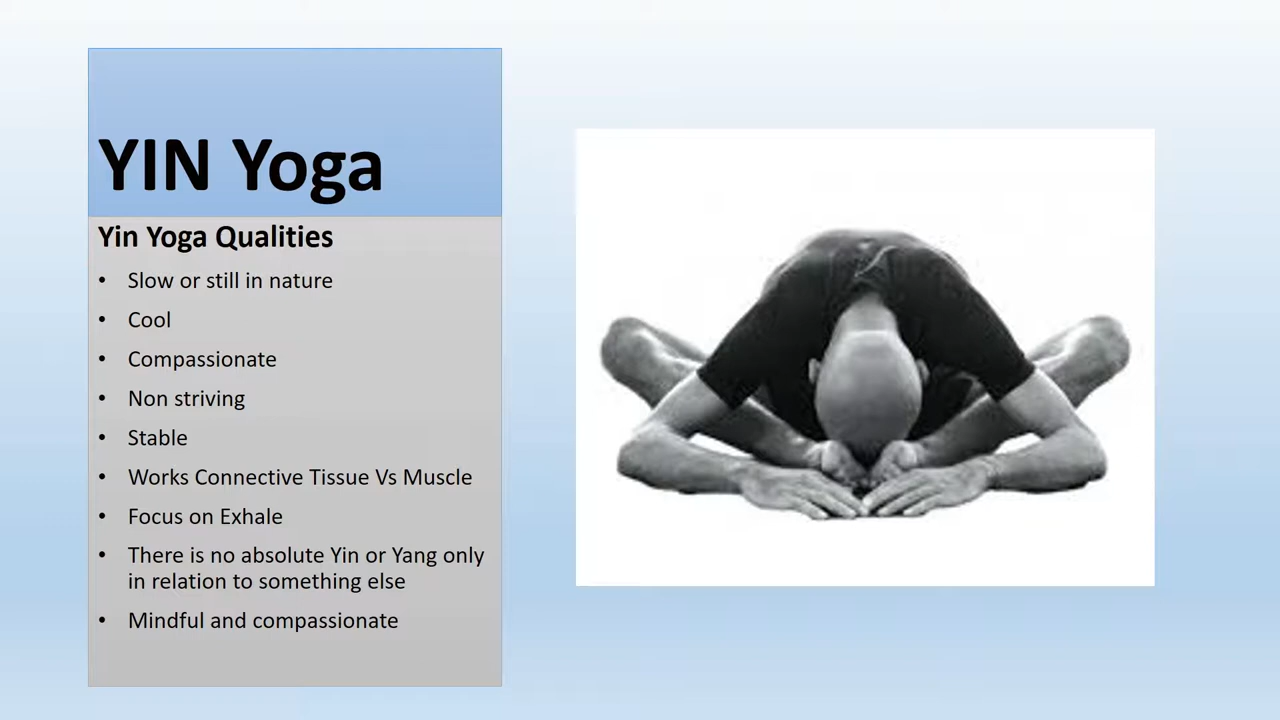 YIN Yoga
Yin Yoga Qualities
• Slow or still in nature
• Cool
• Compassionate
• Non striving
• Stable
• Works Connective Tissue Vs Muscle
• Focus on Exhale
• There is no absolute Yin or Yang only
in relation to something else
• Mindful and compassionate